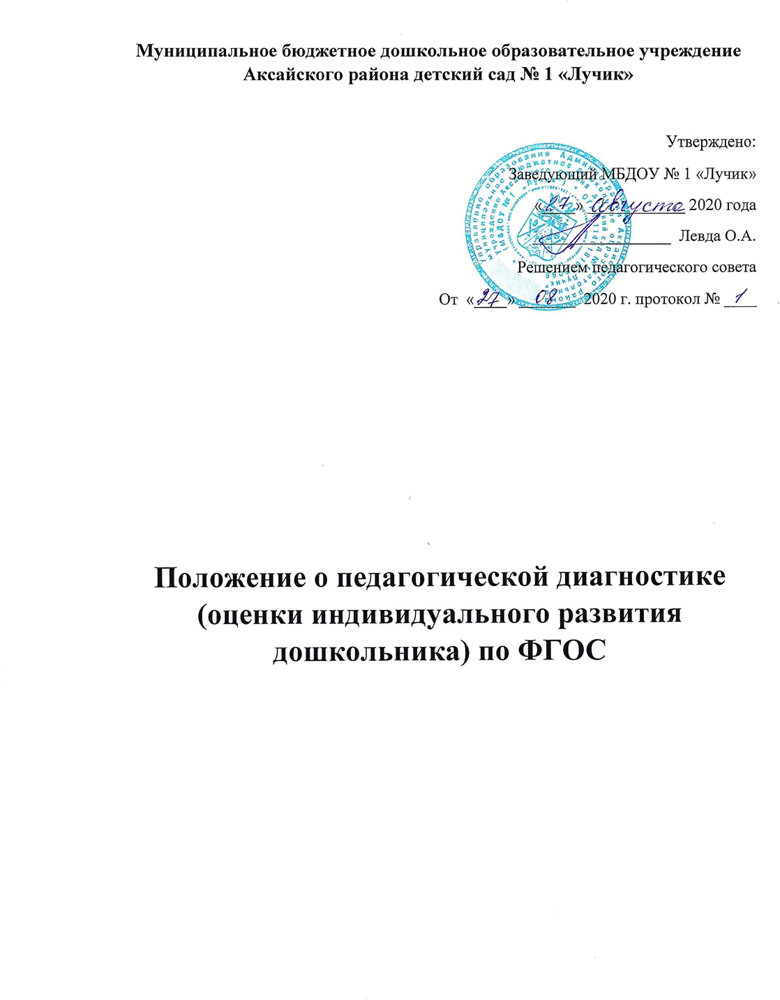 Муниципальное бюджетное дошкольное образовательное учреждение
Аксайского района детский сад № 1 «Лучик»
Утверждено:
Заведующий МБДОУ № 1 «Лучик»
«27» августа 2020 года
Левда О.А.
Решением педагогического совета
От «27» 08 2020 г. протокол № 1
Положение о педагогической диагностике
(оценки индивидуального развития
дошкольника) по ФГОС